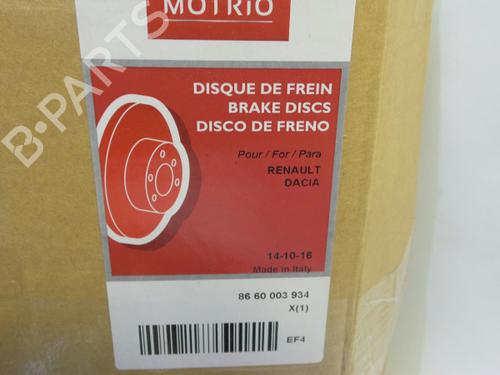 MOTRIO
B-PARTS
DISQUE DE FREIN
BRAKE DISCS
DISCO DE FRENO
Pour / For / Para
RENAULT
DACIA
14-10-16
Made in Italy
86 60 003 934
X(1)
EF4